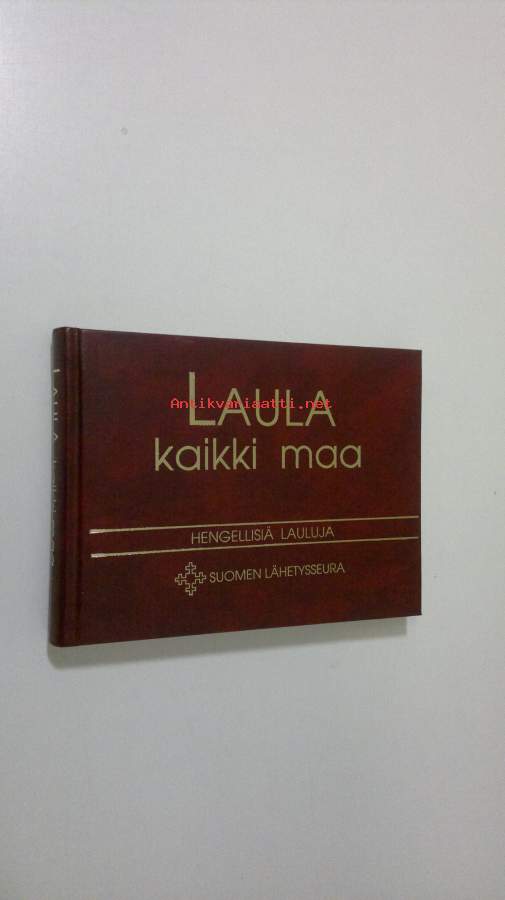 LAULA
Antikvariaatti.net
kaikki maa
HENGELLISIÄ LAULUJA
SUOMEN LÄHETYSSEURA